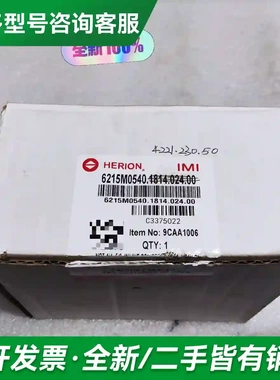 多型号咨询客服
全新100%
4221.230.50
HERION, IMI
6215M0540.1814.024.00
6215M0540.1814.024.00
C3375022
Item No: 9CAA1006
QTY: 1
开发票·全新/二手皆有